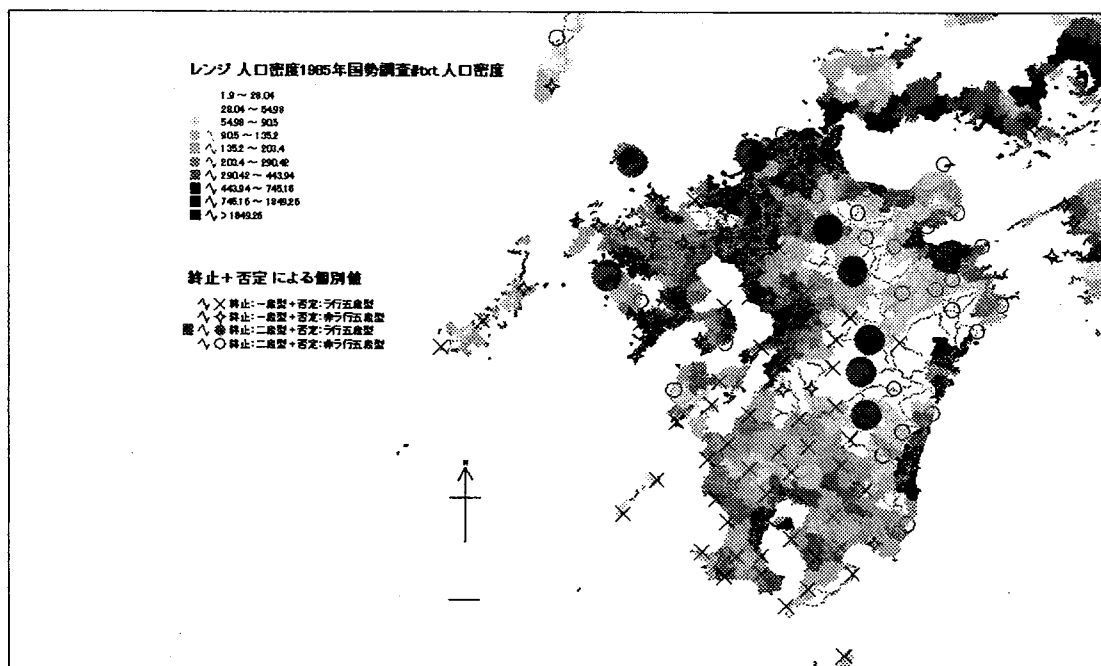 レンジ 人口密度1965年国勢調査#txt.人口密度
1.9 ～ 28.04
28.04 ～ 54.98
54.98 ～ 90.5
90.5 ～ 135.2
135.2 ～ 203.4
203.4 ～ 290.42
290.42 ～ 443.94
443.94 ～ 745.16
745.16 ～ 1849.26
> 1849.26
終止+否定 による個別値
終止:一段型+否定:ラ行五段型
終止:一段型+否定:非ラ行五段型
終止:二段型+否定:ラ行五段型
終止:二段型+否定:非ラ行五段型